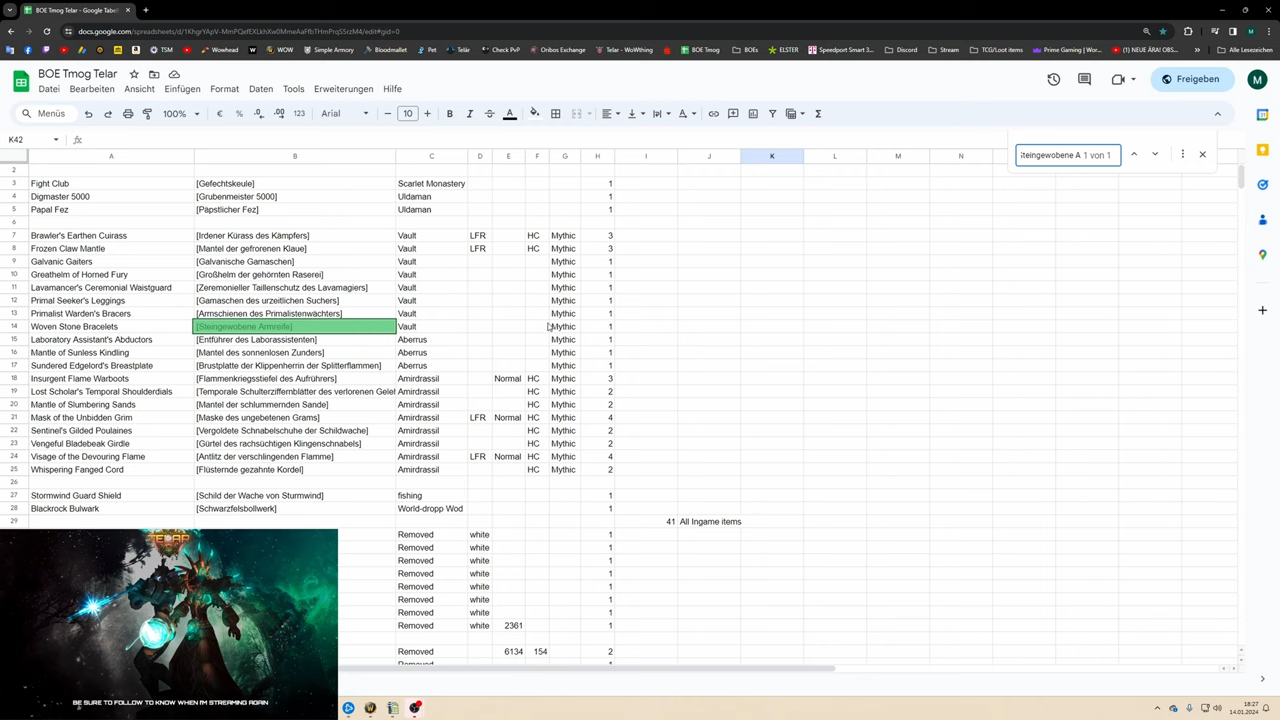 BOE Tmog Telar - Google Tabel
docs.google.com/spreadsheets/d/
TSM Wowhead WMW Simple Armory Bloodmallet Pet Telär Check PvP Oribos Exchange Telar - WoWthing BOE Tmog BOEs ELSTER Speedport Smart 3... Discord Stream TCG/Loot items Prime Gaming | Wo... (1) NEUE ÄRA! OBS... Alle Lesezeichen
BOE Tmog Telar
Datei Bearbeiten Ansicht Einfügen Format Daten Tools Erweiterungen Hilfe
Freigeben
M
Menüs 100% € % .0 .00 123 Arial 10 B I S A
K42 fx
Steingewobene A 1 von 1
A B C D E F G H I J K L M N
2
3 Fight Club [Gefechtskeule] Scarlet Monastery 1
4 Digmaster 5000 [Grubenmeister 5000] Uldaman 1
5 Papal Fez [Päpstlicher Fez] Uldaman 1
6
7 Brawler's Earthen Cuirass [Irdener Kürass des Kämpfers] Vault LFR HC Mythic 3
8 Frozen Claw Mantle [Mantel der gefrorenen Klaue] Vault LFR HC Mythic 3
9 Galvanic Gaiters [Galvanische Gamaschen] Vault Mythic 1
10 Greathelm of Horned Fury [Großhelm der gehörnten Raserei] Vault Mythic 1
11 Lavamancer's Ceremonial Waistguard [Zeremonieller Taillenschutz des Lavamagiers] Vault Mythic 1
12 Primal Seeker's Leggings [Gamaschen des urzeitlichen Suchers] Vault Mythic 1
13 Primalist Warden's Bracers [Armschienen des Primalistenwächters] Vault Mythic 1
14 Woven Stone Bracelets [Steingewobene Armreife] Vault Mythic 1
15 Laboratory Assistant's Abductors [Entführer des Laborassistenten] Aberrus Mythic 1
16 Mantle of Sunless Kindling [Mantel des sonnenlosen Zunders] Aberrus Mythic 1
17 Sundered Edgelord's Breastplate [Brustplatte der Klippenherrin der Splitterflammen] Aberrus Mythic 1
18 Insurgent Flame Warboots [Flammenkriegsstiefel des Aufrührers] Amirdrassil Normal HC Mythic 3
19 Lost Scholar's Temporal Shoulderdials [Temporale Schulterziffernblätter des verlorenen Gelel Amirdrassil HC Mythic 2
20 Mantle of Slumbering Sands [Mantel der schlummernden Sande] Amirdrassil HC Mythic 2
21 Mask of the Unbidden Grim [Maske des ungebetenen Grams] Amirdrassil LFR Normal HC Mythic 4
22 Sentinel's Gilded Poulaines [Vergoldete Schnabelschuhe der Schildwache] Amirdrassil HC Mythic 2
23 Vengeful Bladebeak Girdle [Gürtel des rachsüchtigen Klingenschnabels] Amirdrassil HC Mythic 2
24 Visage of the Devouring Flame [Antlitz der verschlingenden Flamme] Amirdrassil LFR Normal HC Mythic 4
25 Whispering Fanged Cord [Flüsternde gezahnte Kordel] Amirdrassil HC Mythic 2
26
27 Stormwind Guard Shield [Schild der Wache von Sturmwind] fishing 1
28 Blackrock Bulwark [Schwarzfelsbollwerk] World-dropp Wod 1
29 41 All Ingame items
Removed white 1
Removed white 1
Removed white 1
Removed white 1
Removed white 1
Removed white 1
Removed white 1
Removed white 2361 1
Removed 6134 154 2
Removed 1
TELAR
BE SURE TO FOLLOW TO KNOW WHEN I'M STREAMING AGAIN
18:27
14.01.2024